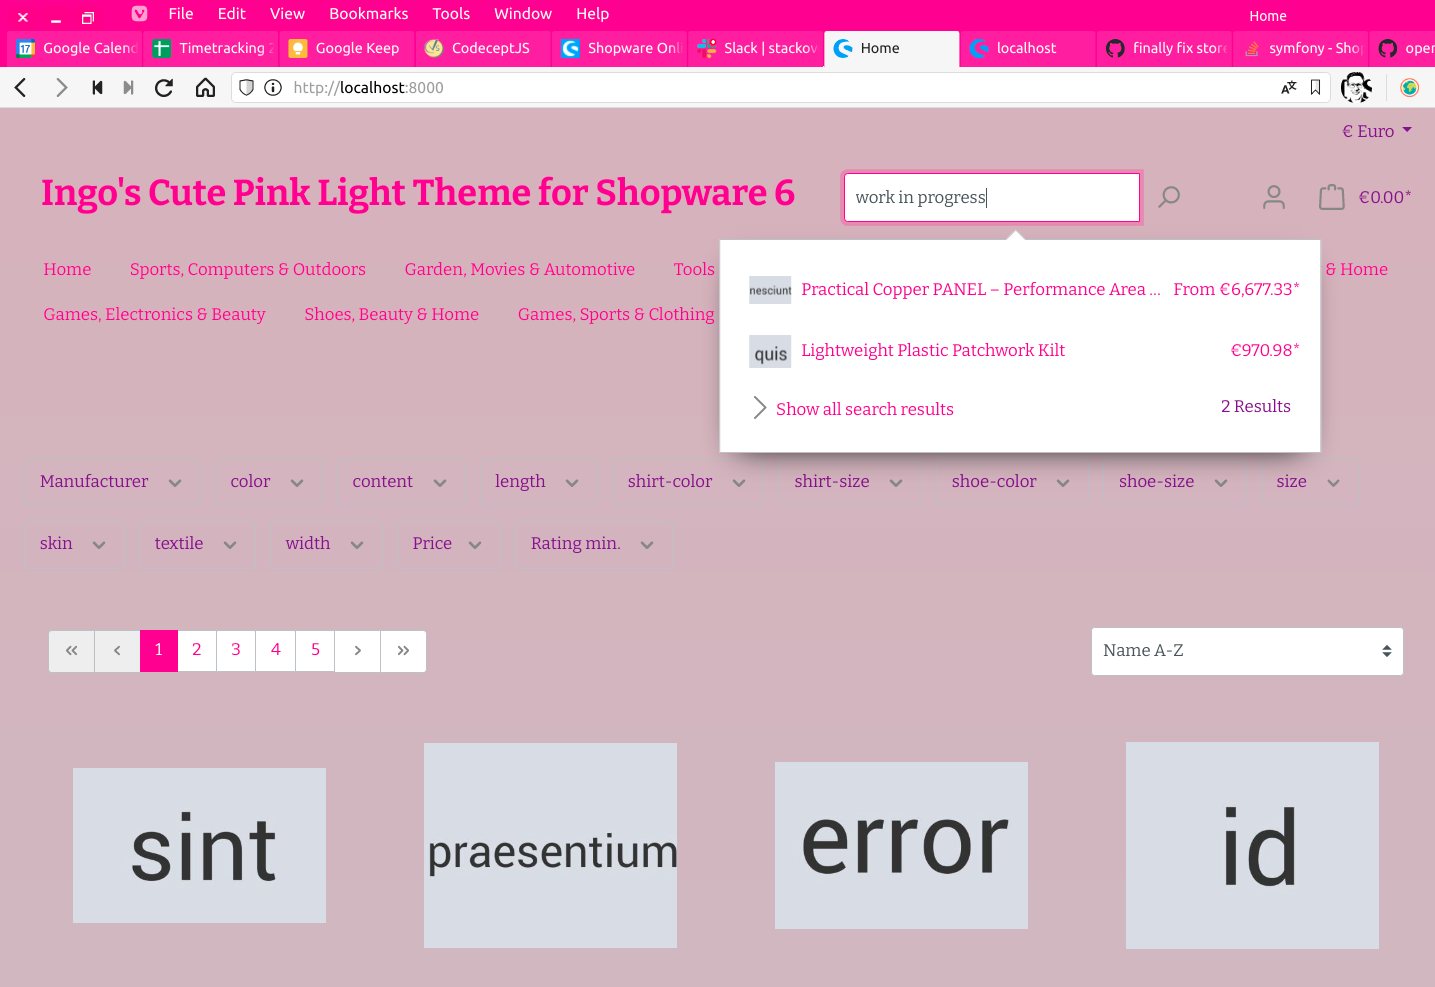 File Edit View Bookmarks Tools Window Help Home
17 Google Calend Timetracking 2 Google Keep CodeceptJS Shopware Onl Slack | stackov Home localhost finally fix store symfony - Shop oper
http://localhost:8000
€ Euro
Ingo's Cute Pink Light Theme for Shopware 6 work in progress €0.00*
Home Sports, Computers & Outdoors Garden, Movies & Automotive Tools & Home
nesciunt Practical Copper PANEL – Performance Area ... From €6,677.33*
Games, Electronics & Beauty Shoes, Beauty & Home Games, Sports & Clothing
quis Lightweight Plastic Patchwork Kilt €970.98*
Show all search results 2 Results
Manufacturer color content length shirt-color shirt-size shoe-color shoe-size size
skin textile width Price Rating min.
« ‹ 1 2 3 4 5 › » Name A-Z
sint praesentium error id